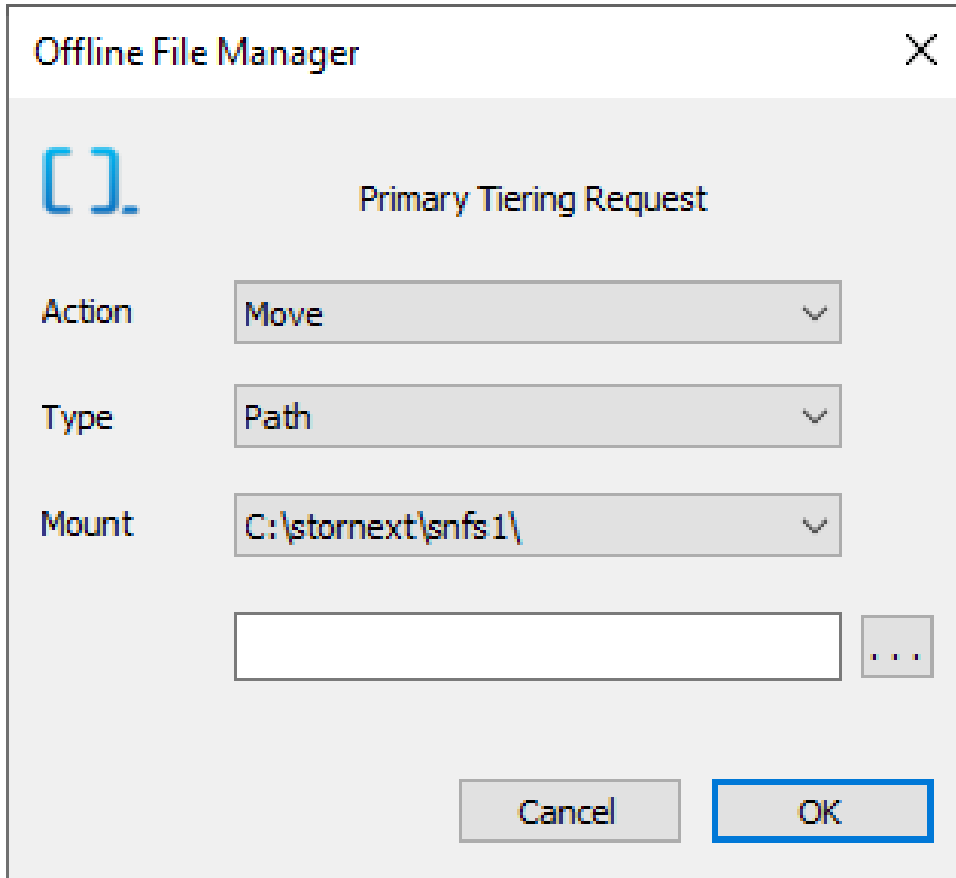 Offline File Manager
Primary Tiering Request
Action Move
Type Path
Mount C:\stornext\snfs1\
...
Cancel OK